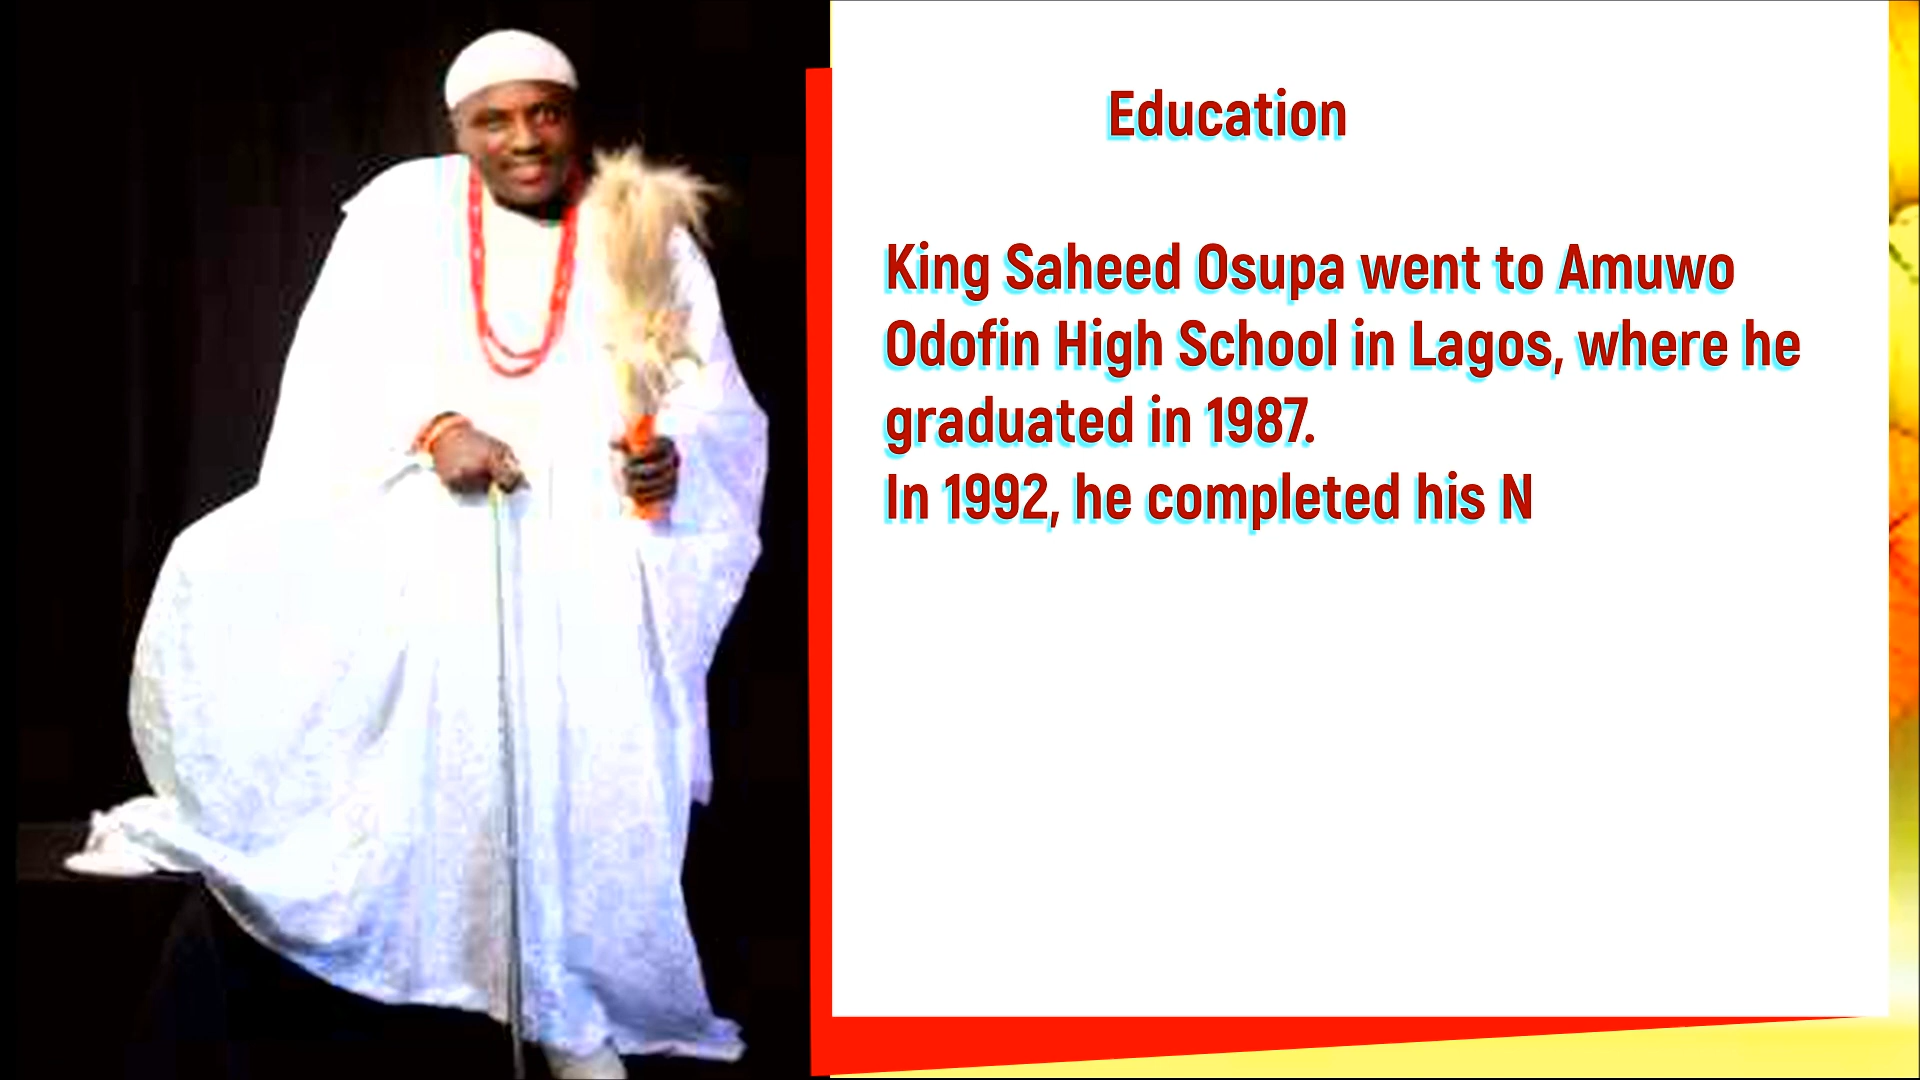 Education
King Saheed Osupa went to Amuwo
Odofin High School in Lagos, where he
graduated in 1987.
In 1992, he completed his N